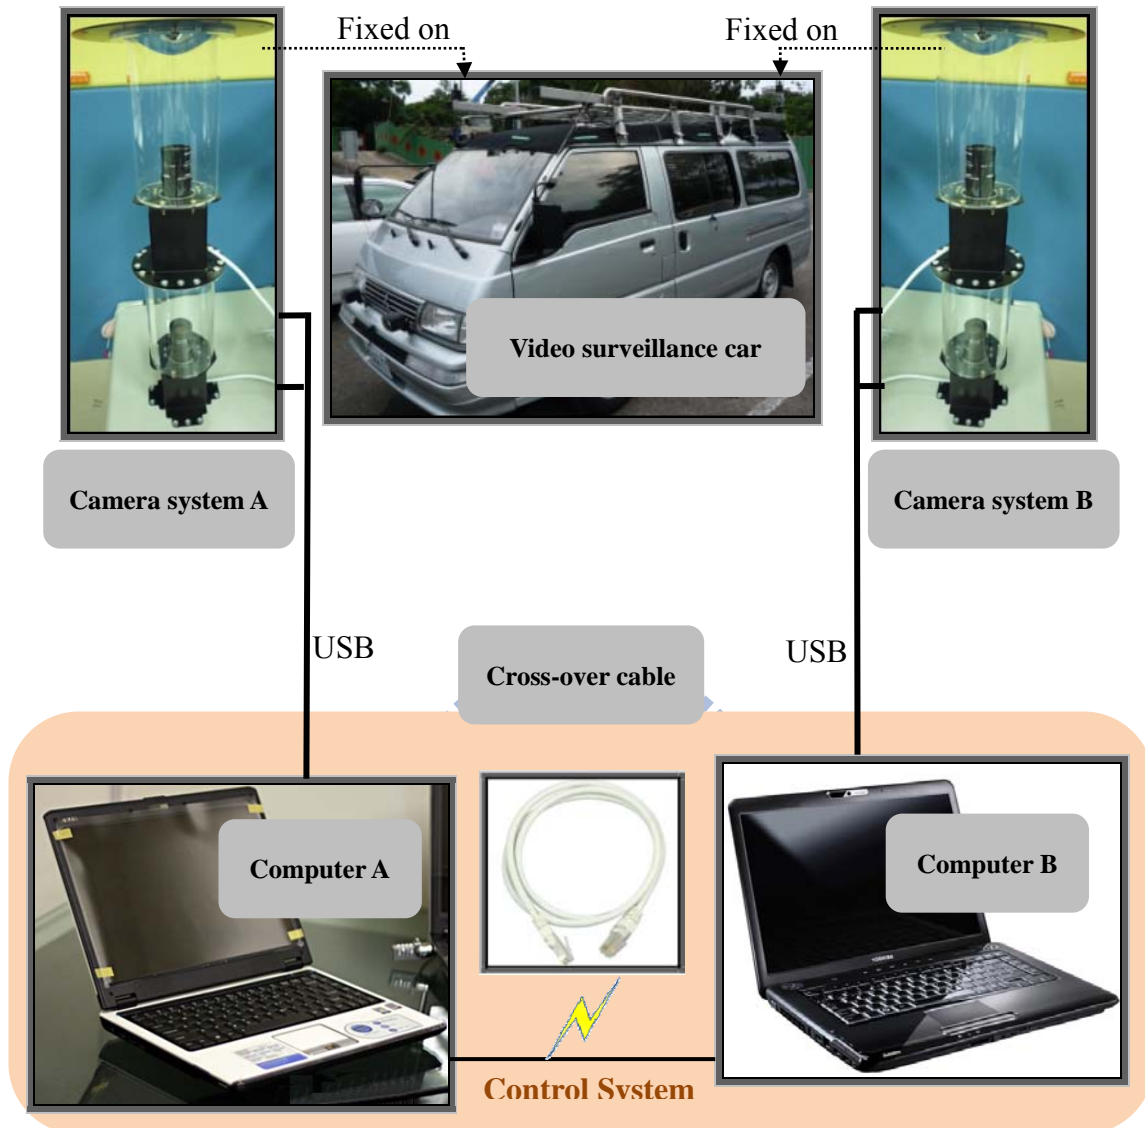 Fixed on
Fixed on
Video surveillance car
Camera system A
Camera system B
USB
USB
Cross-over cable
Computer A
Computer B
TOSHIBA
Control System